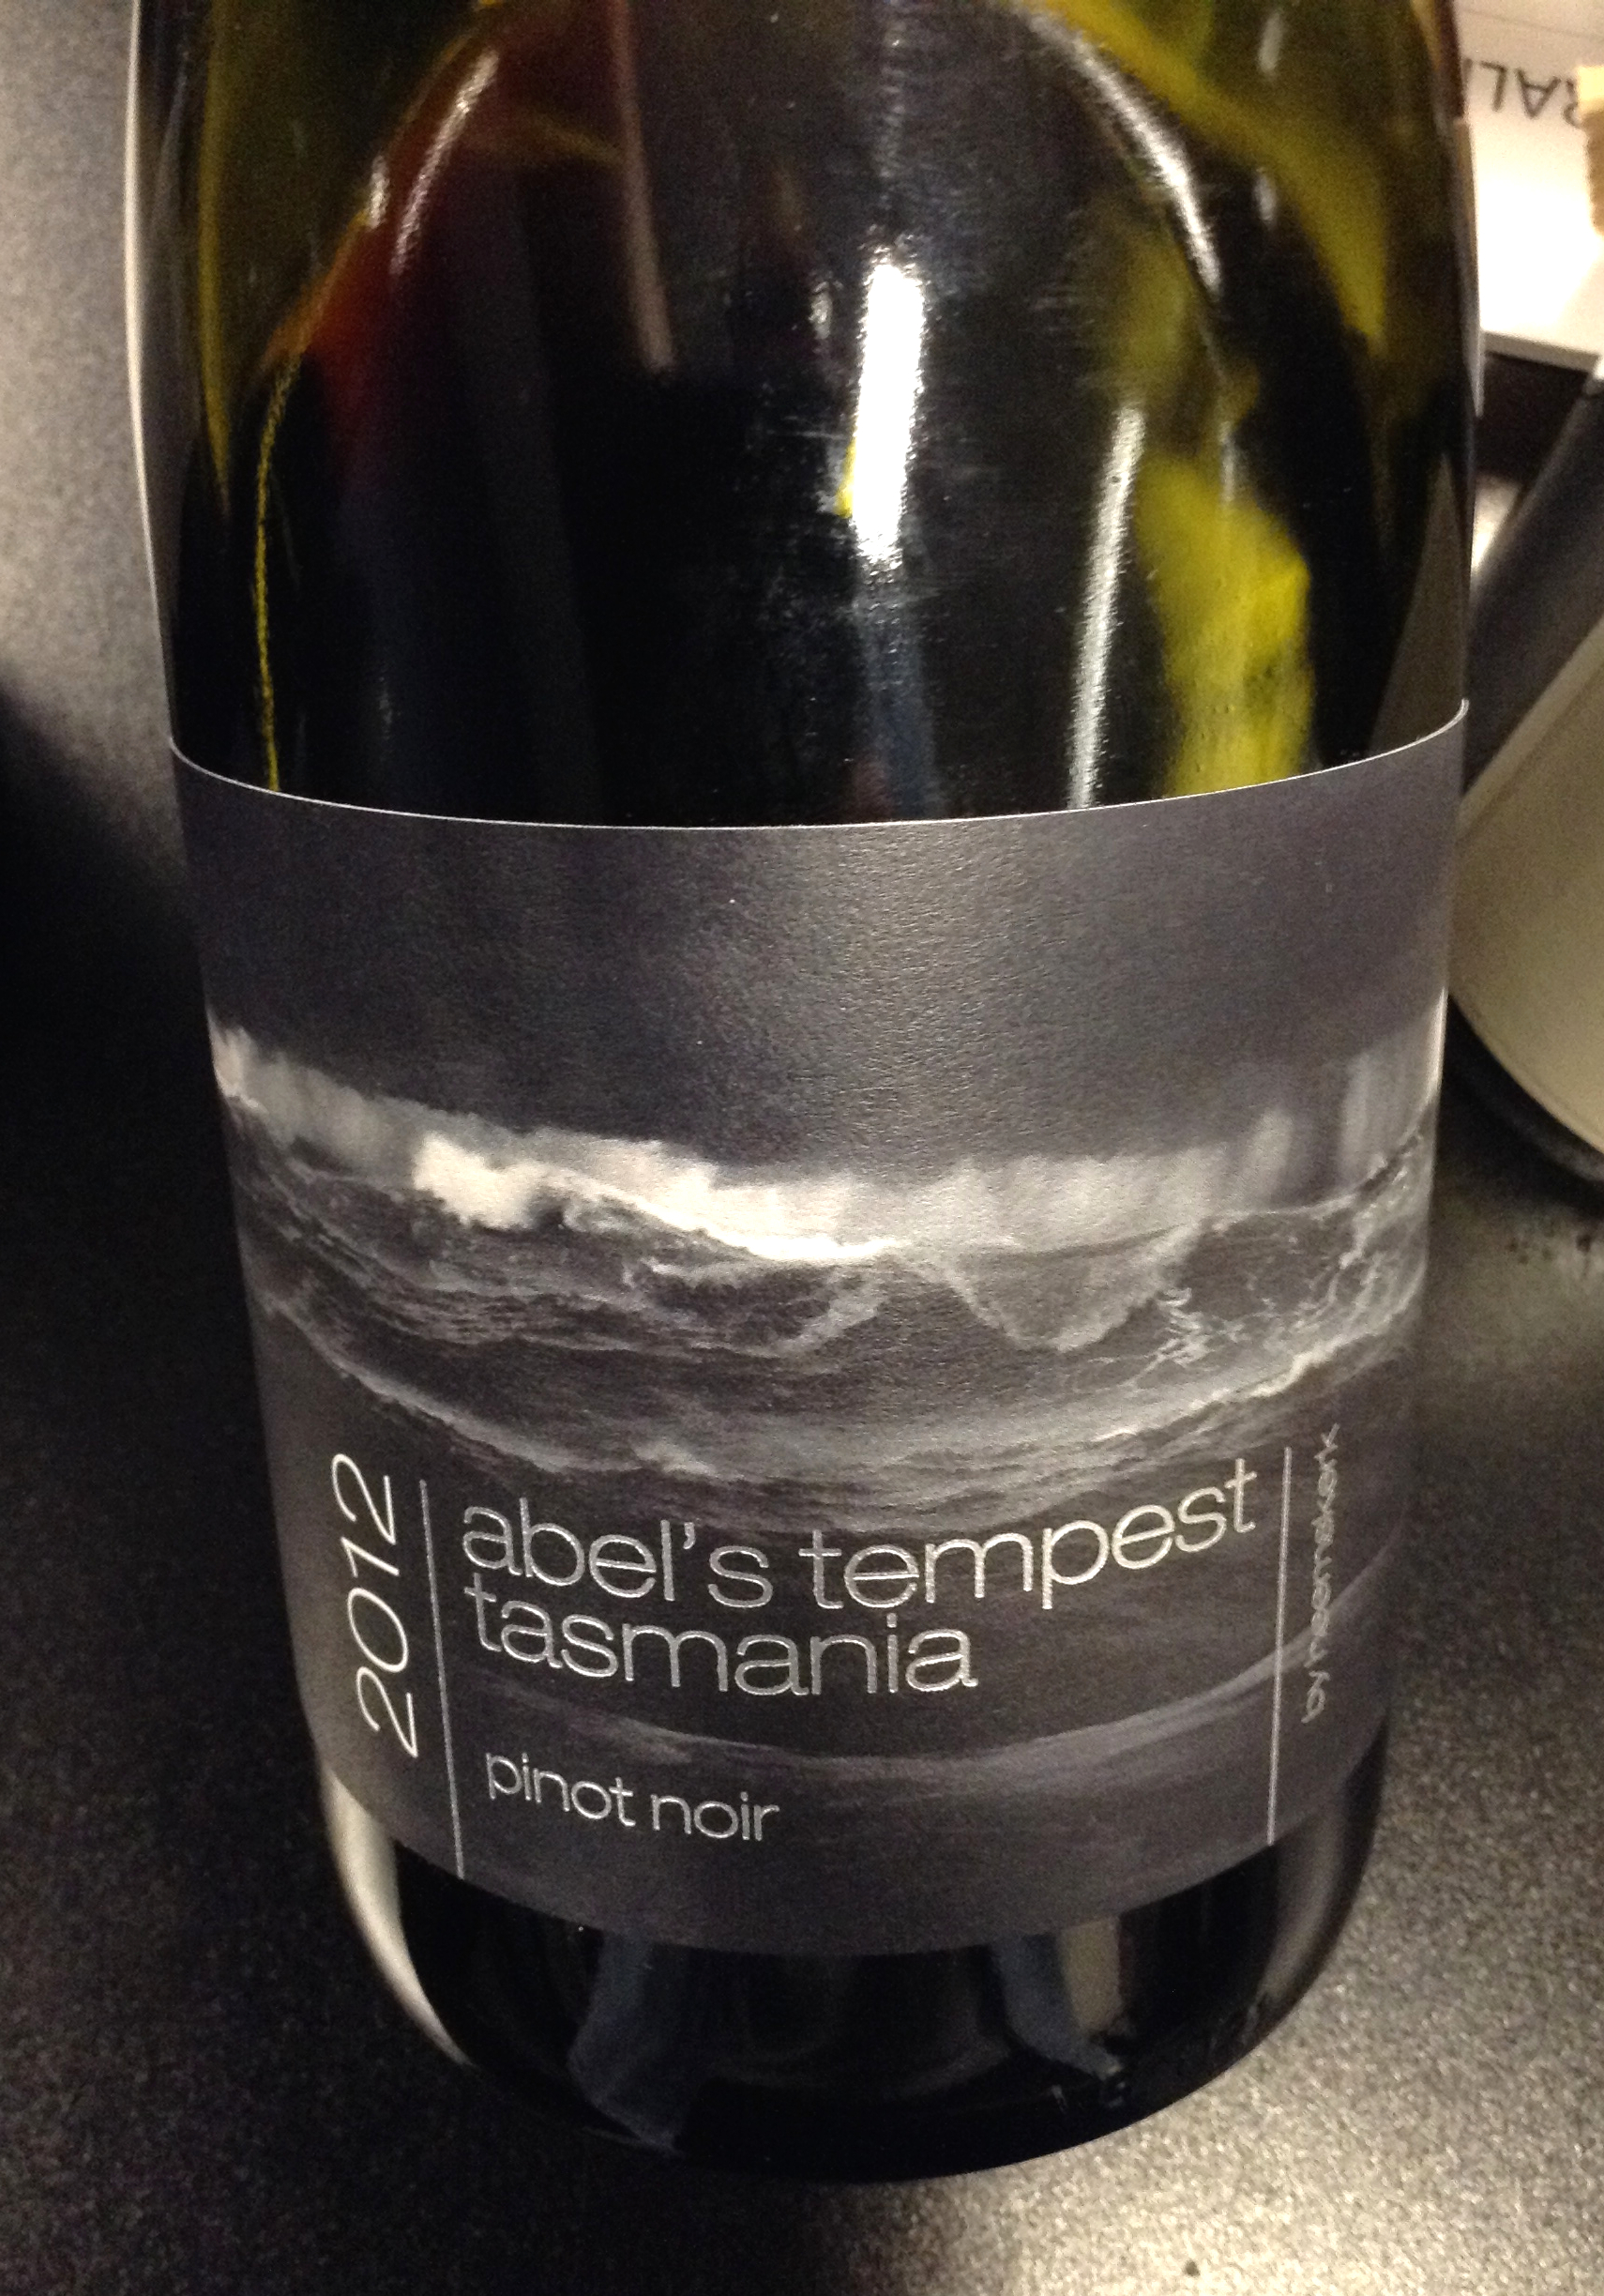 2012
abel's tempest
tasmania
pinot noir
by heemskerk